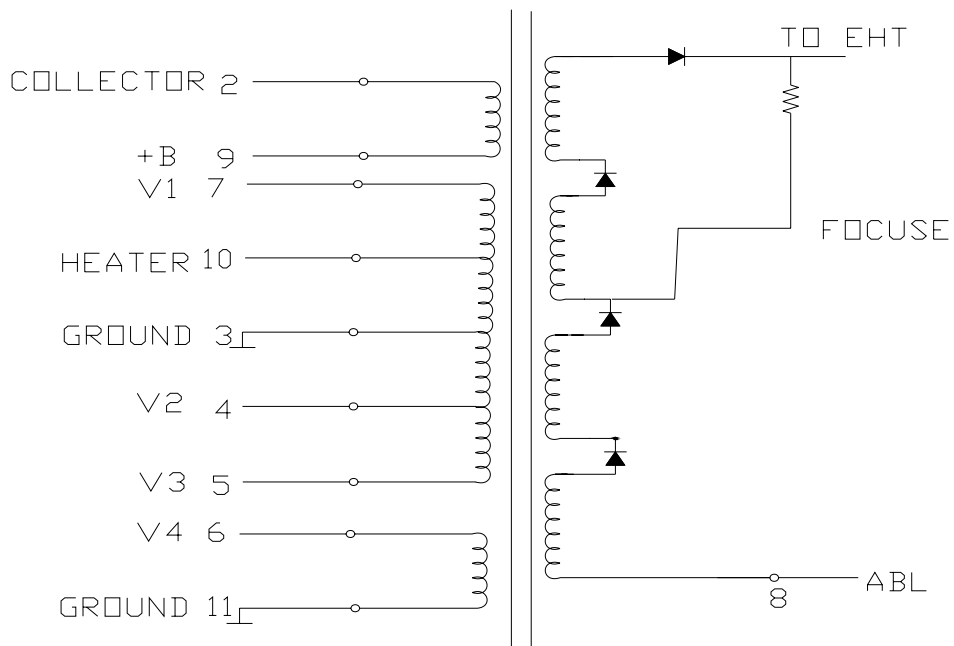 TO EHT
COLLECTOR 2
+B 9
V1 7
FOCUSE
HEATER 10
GROUND 3
V2 4
V3 5
V4 6
ABL
8
GROUND 11